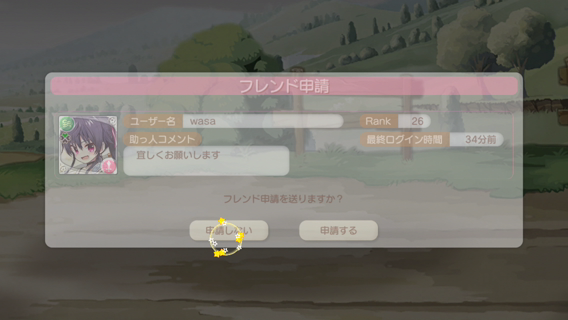 フレンド申請
ユーザー名 wasa Rank 26
助っ人コメント 最終ログイン時間 34分前
宜しくお願いします
フレンド申請を送りますか？
申請しない 申請する